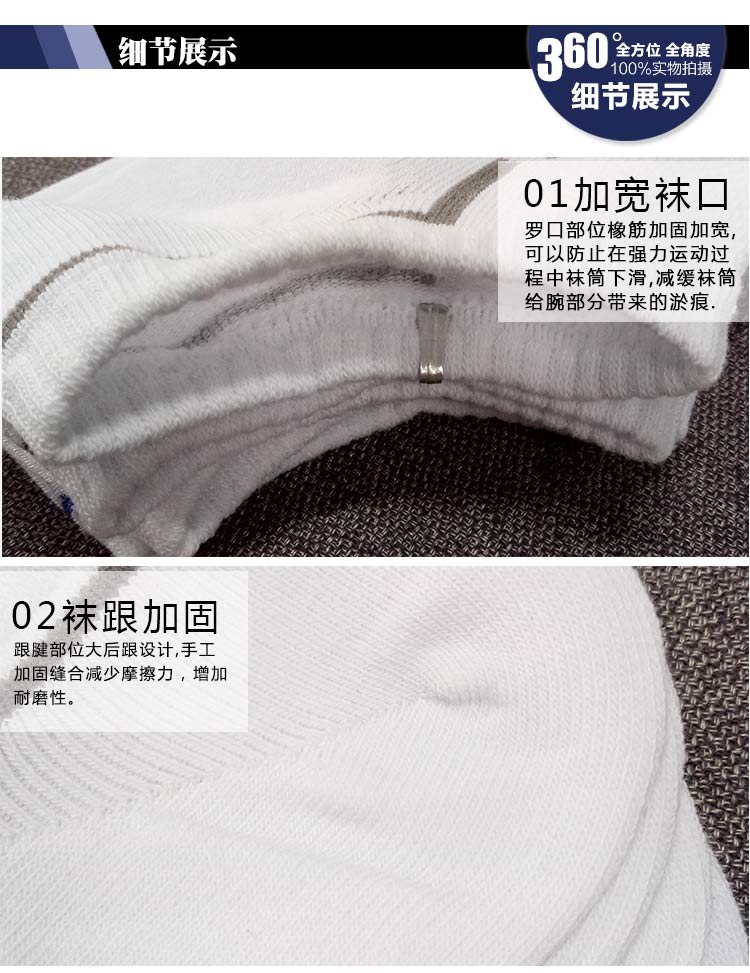 细节展示
360°全方位 全角度
100%实物拍摄
细节展示
01加宽袜口
罗口部位橡筋加固加宽,
可以防止在强力运动过
程中袜筒下滑,减缓袜筒
给腕部分带来的淤痕.
02袜跟加固
跟腱部位大后跟设计,手工
加固缝合减少摩擦力，增加
耐磨性。